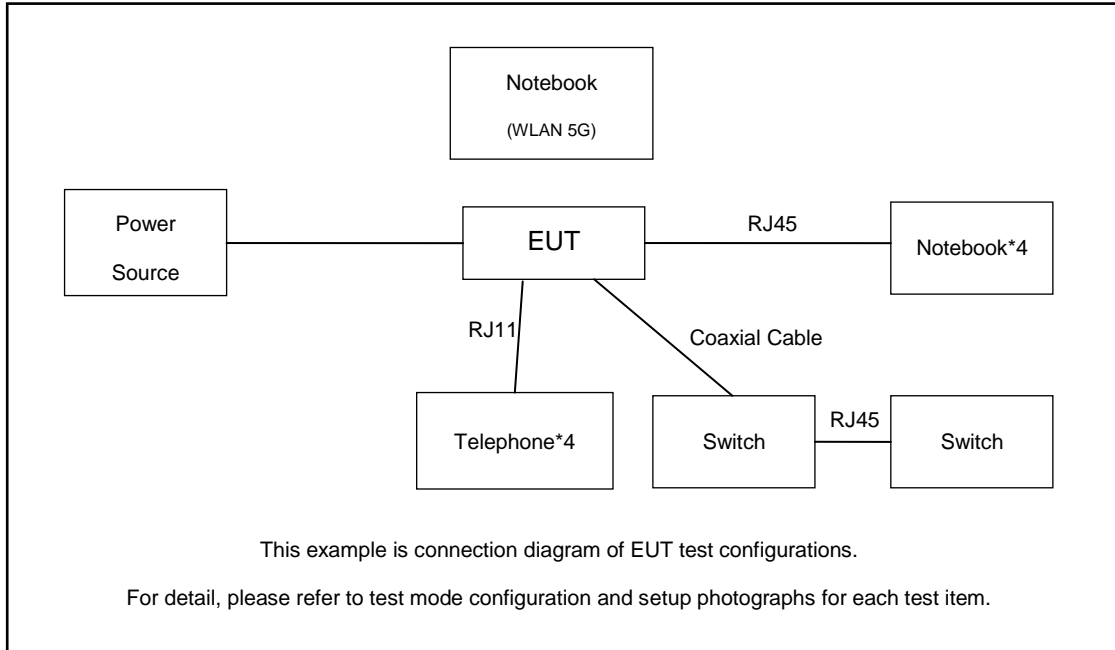 Notebook
(WLAN 5G)
Power
Source
EUT
RJ45
Notebook*4
RJ11
Coaxial Cable
Telephone*4
Switch
RJ45
Switch
This example is connection diagram of EUT test configurations.
For detail, please refer to test mode configuration and setup photographs for each test item.